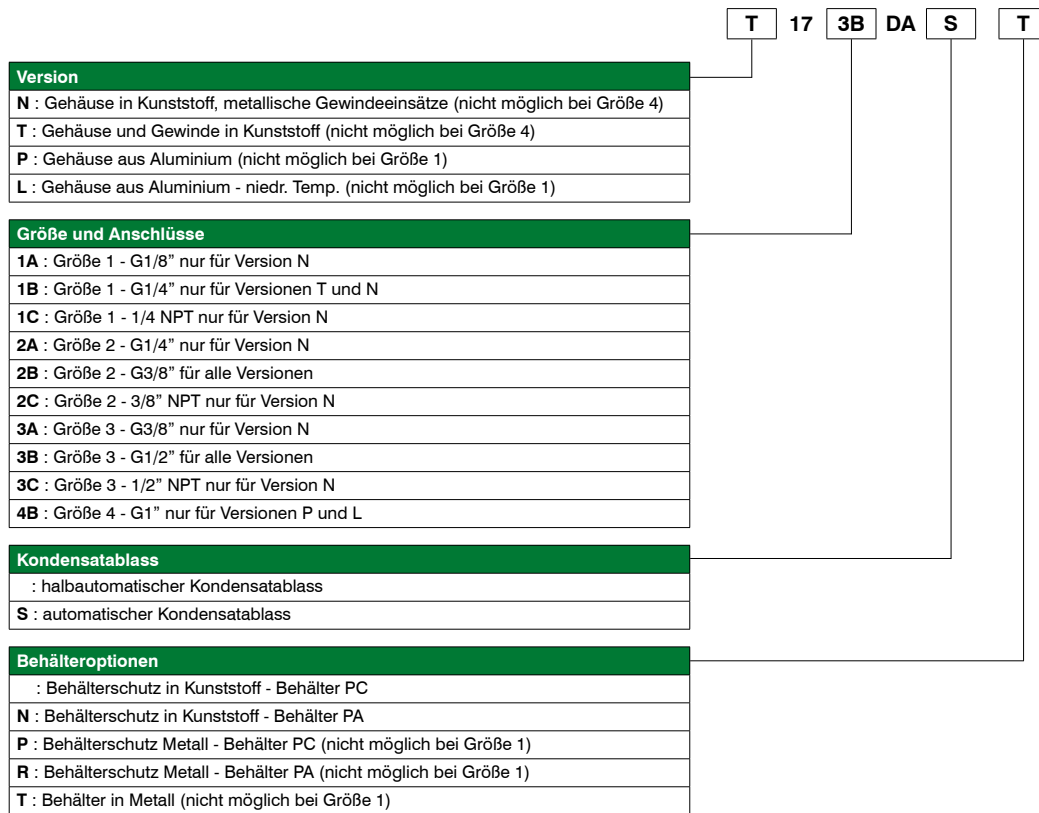 T 17 3B DA S T
Version
N : Gehäuse in Kunststoff, metallische Gewindeeinsätze (nicht möglich bei Größe 4)
T : Gehäuse und Gewinde in Kunststoff (nicht möglich bei Größe 4)
P : Gehäuse aus Aluminium (nicht möglich bei Größe 1)
L : Gehäuse aus Aluminium - niedr. Temp. (nicht möglich bei Größe 1)
Größe und Anschlüsse
1A : Größe 1 - G1/8” nur für Version N
1B : Größe 1 - G1/4” nur für Versionen T und N
1C : Größe 1 - 1/4 NPT nur für Version N
2A : Größe 2 - G1/4” nur für Version N
2B : Größe 2 - G3/8” für alle Versionen
2C : Größe 2 - 3/8” NPT nur für Version N
3A : Größe 3 - G3/8” nur für Version N
3B : Größe 3 - G1/2” für alle Versionen
3C : Größe 3 - 1/2” NPT nur für Version N
4B : Größe 4 - G1” nur für Versionen P und L
Kondensatablass
: halbautomatischer Kondensatablass
S : automatischer Kondensatablass
Behälteroptionen
: Behälterschutz in Kunststoff - Behälter PC
N : Behälterschutz in Kunststoff - Behälter PA
P : Behälterschutz Metall - Behälter PC (nicht möglich bei Größe 1)
R : Behälterschutz Metall - Behälter PA (nicht möglich bei Größe 1)
T : Behälter in Metall (nicht möglich bei Größe 1)